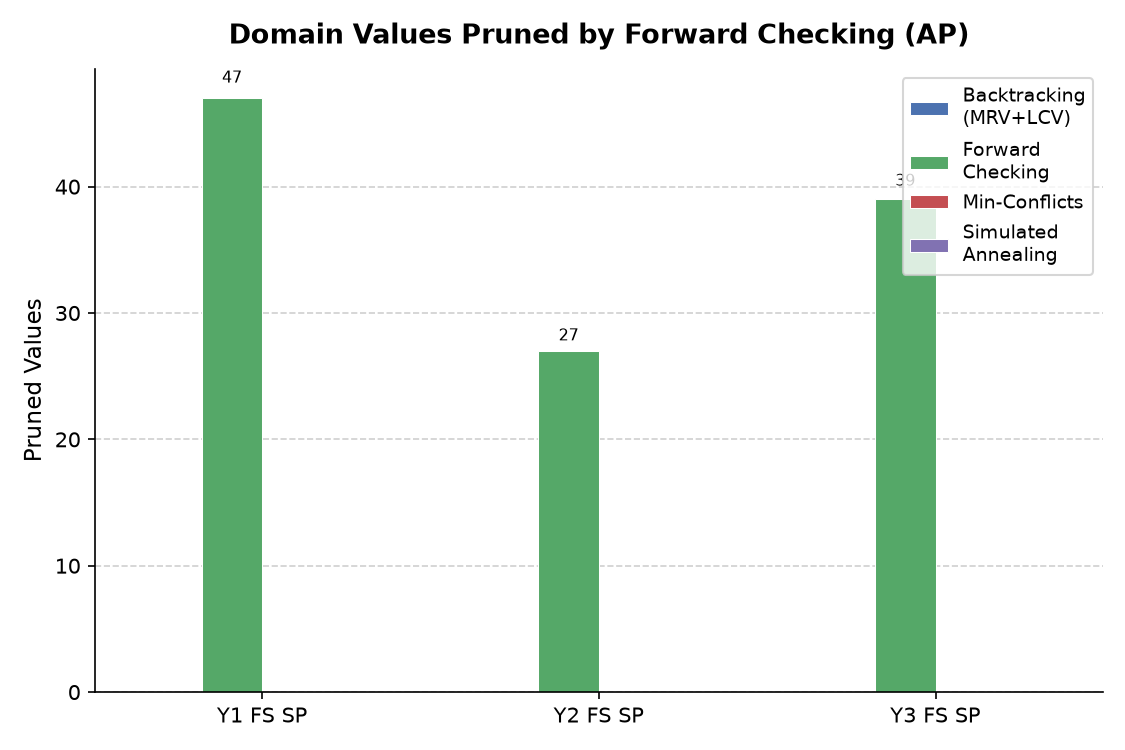 Domain Values Pruned by Forward Checking (AP)
47
Backtracking
(MRV+LCV)
Forward
Checking
Min-Conflicts
Simulated
Annealing
39
27
Pruned Values
40
30
20
10
0
Y1 FS SP
Y2 FS SP
Y3 FS SP